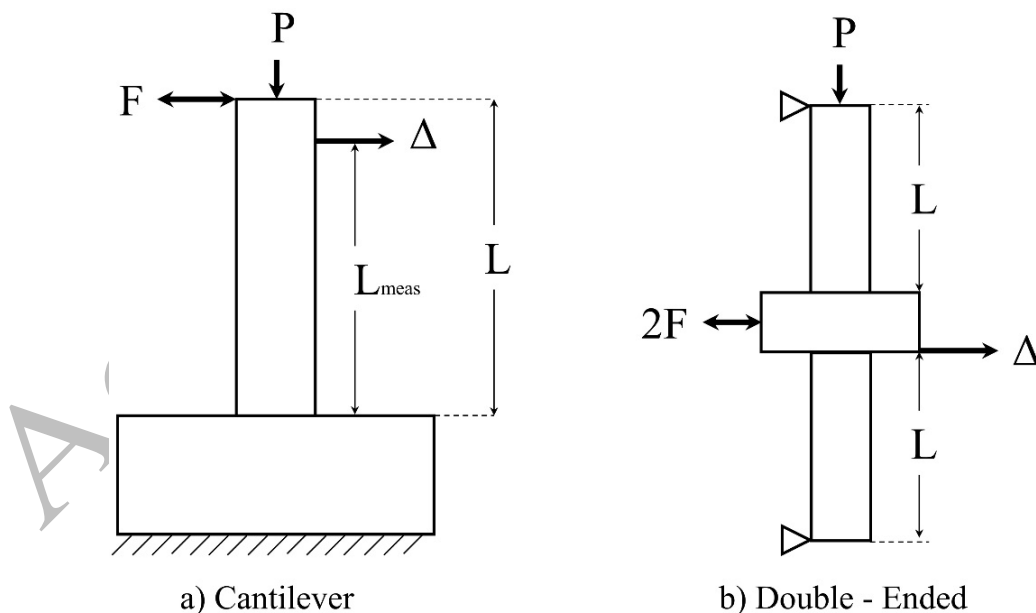 P
F
Δ
L
Lmeas
a) Cantilever
P
L
2F
Δ
L
b) Double - Ended